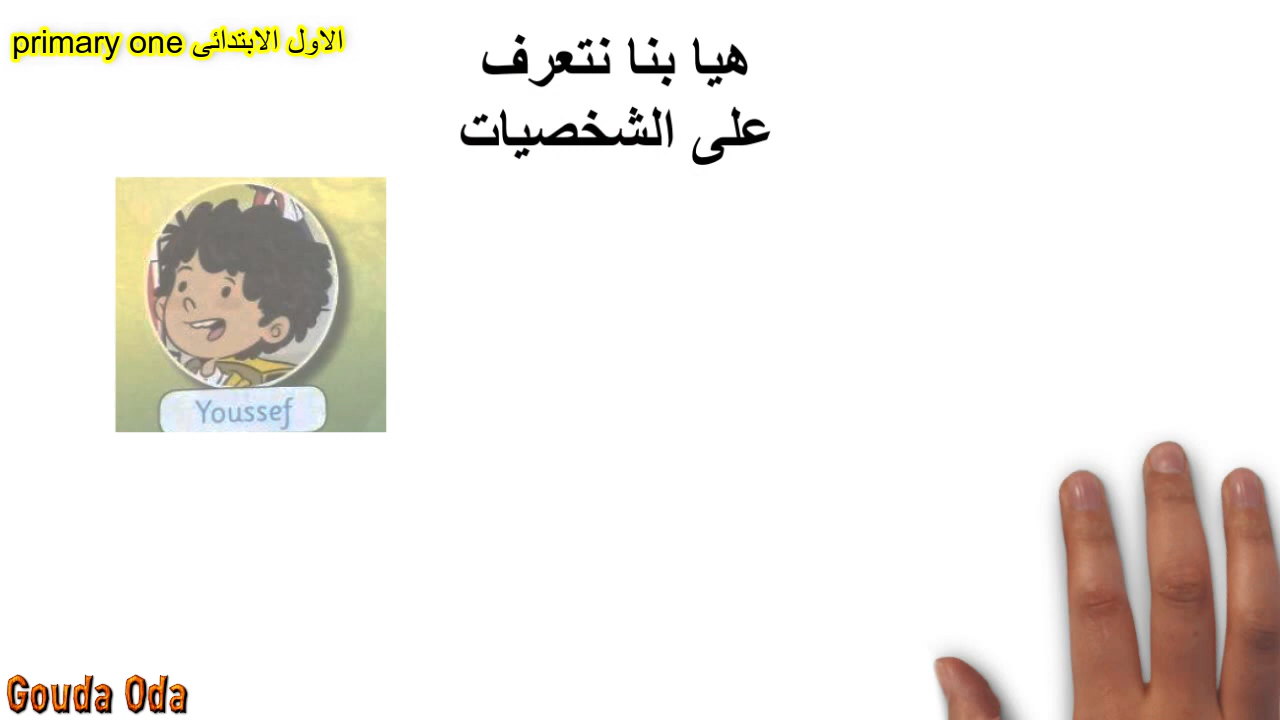 primary one الاول الابتدائى
هيا بنا نتعرف
على الشخصيات
Youssef
Gouda Oda